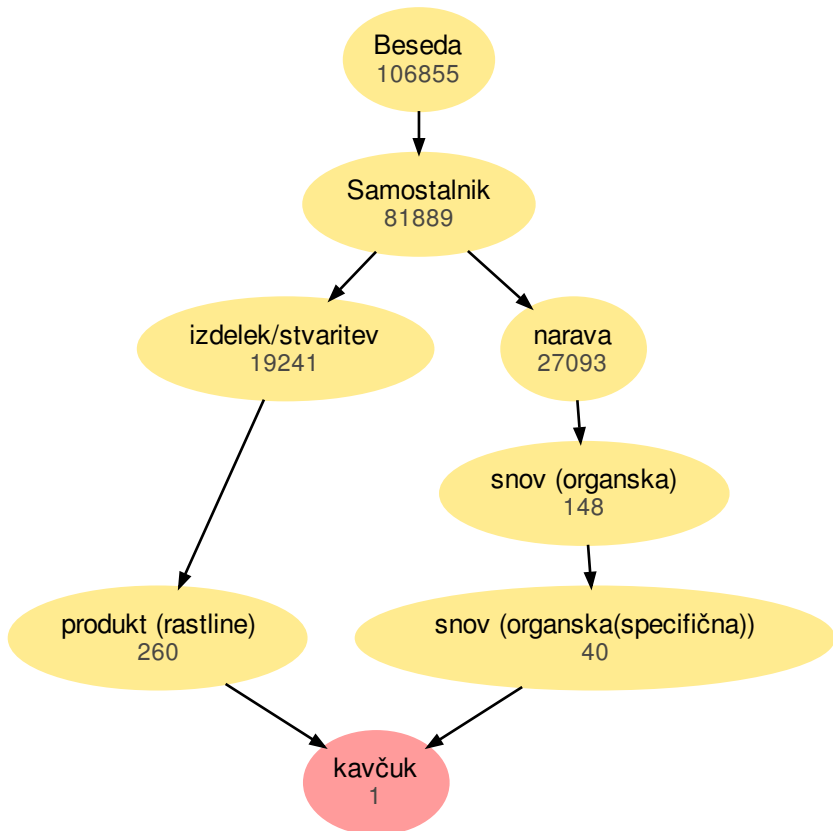 Beseda
106855
Samostalnik
81889
izdelek/stvaritev
19241
narava
27093
snov (organska)
148
produkt (rastline)
260
snov (organska(specifična))
40
kavčuk
1